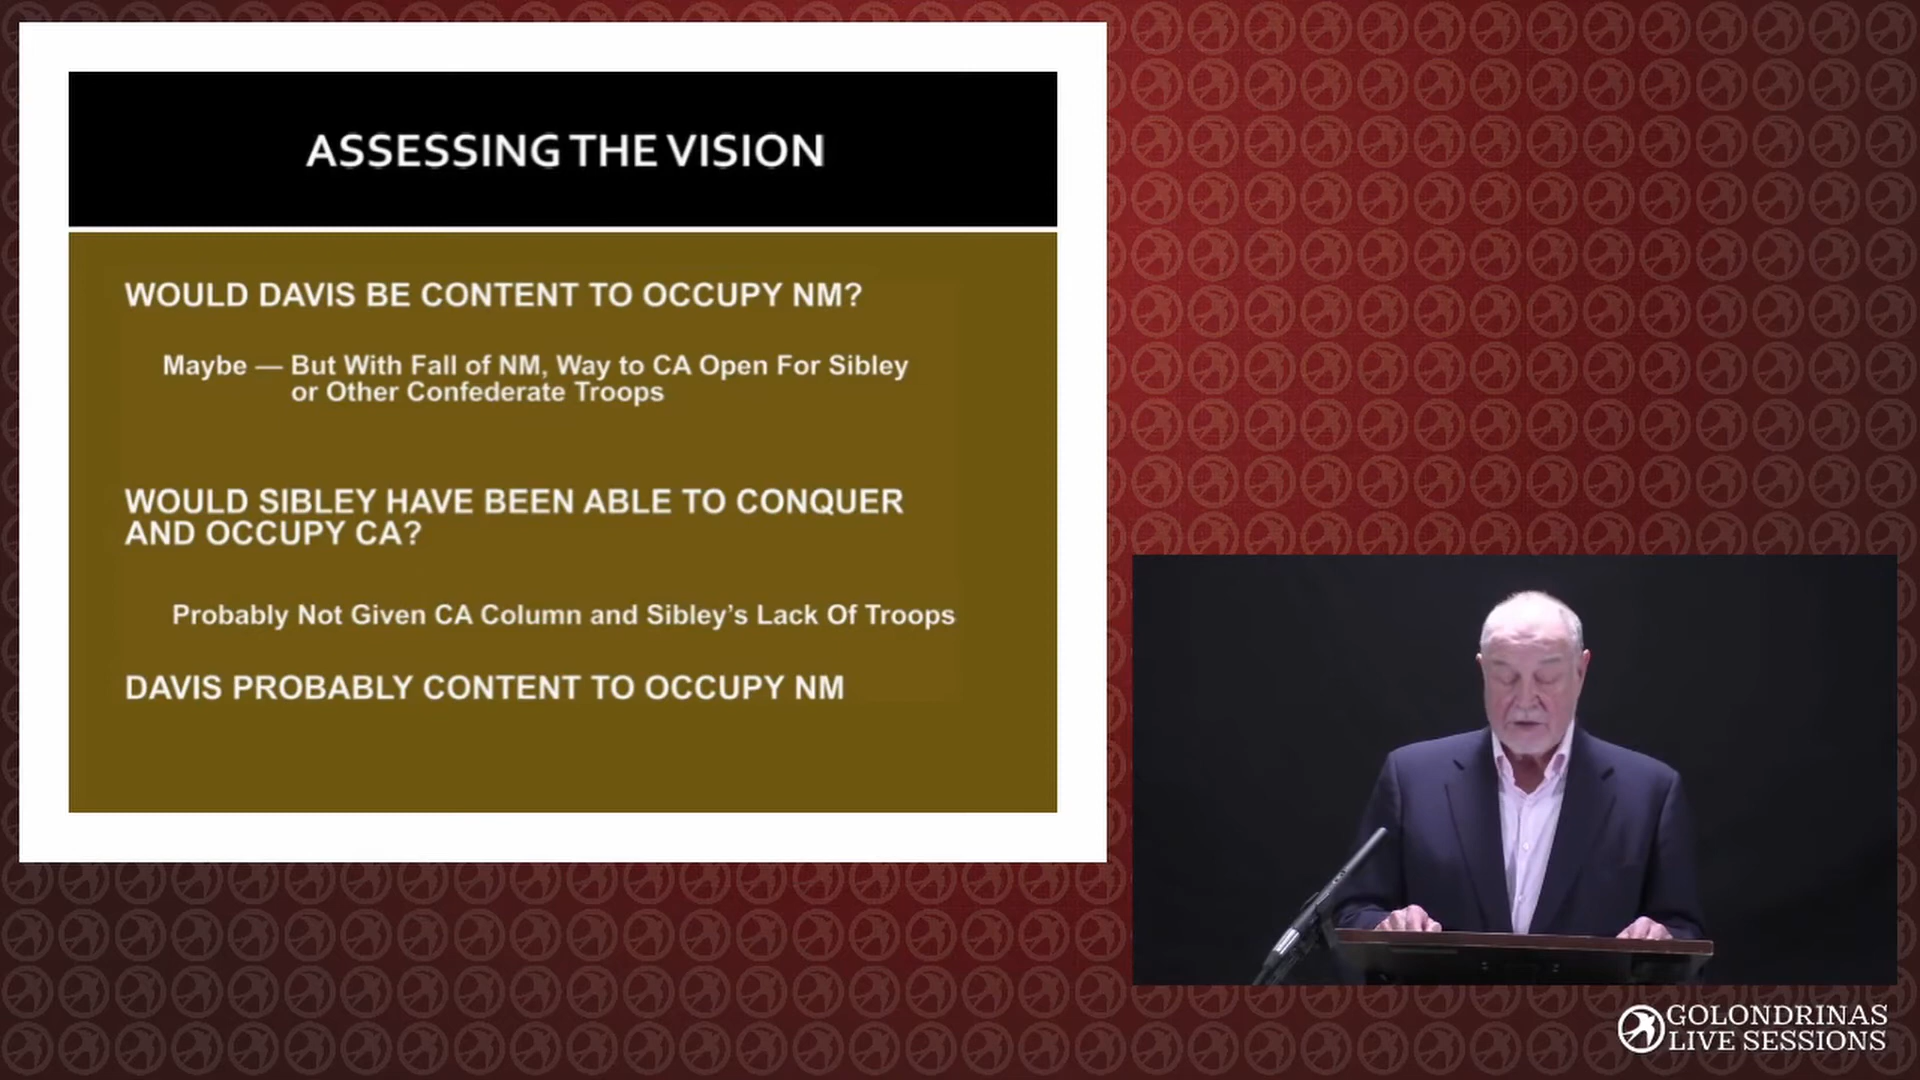 ASSESSING THE VISION
WOULD DAVIS BE CONTENT TO OCCUPY NM?
Maybe — But With Fall of NM, Way to CA Open For Sibley
or Other Confederate Troops
WOULD SIBLEY HAVE BEEN ABLE TO CONQUER
AND OCCUPY CA?
Probably Not Given CA Column and Sibley’s Lack Of Troops
DAVIS PROBABLY CONTENT TO OCCUPY NM
GOLONDRINAS
LIVE SESSIONS